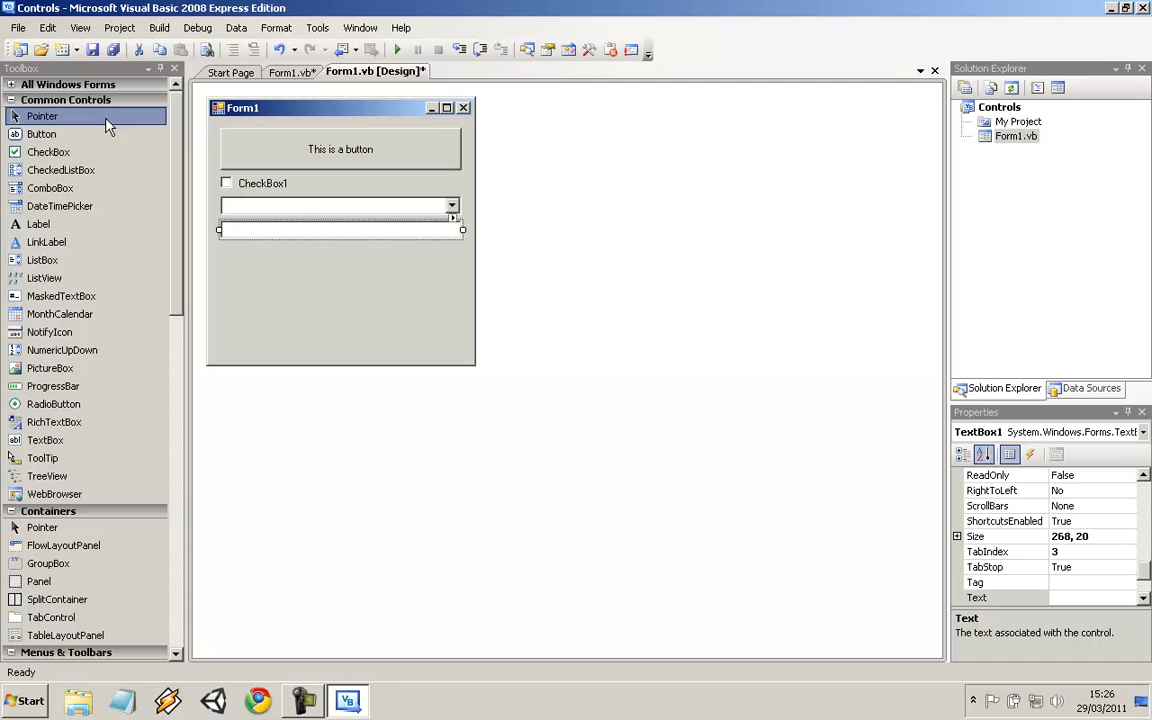 Controls - Microsoft Visual Basic 2008 Express Edition
File Edit View Project Build Debug Data Format Tools Window Help
Toolbox
All Windows Forms
Common Controls
Pointer
Button
CheckBox
CheckedListBox
ComboBox
DateTimePicker
Label
LinkLabel
ListBox
ListView
MaskedTextBox
MonthCalendar
NotifyIcon
NumericUpDown
PictureBox
ProgressBar
RadioButton
RichTextBox
TextBox
ToolTip
TreeView
WebBrowser
Containers
Pointer
FlowLayoutPanel
GroupBox
Panel
SplitContainer
TabControl
TableLayoutPanel
Menus & Toolbars
Start Page Form1.vb* Form1.vb [Design]*
Form1
This is a button
CheckBox1
Solution Explorer
Controls
My Project
Form1.vb
Solution Explorer Data Sources
Properties
TextBox1 System.Windows.Forms.Text
ReadOnly False
RightToLeft No
ScrollBars None
ShortcutsEnabled True
Size 268, 20
TabIndex 3
TabStop True
Tag
Text
Text
The text associated with the control.
Ready
Start
15:26
29/03/2011